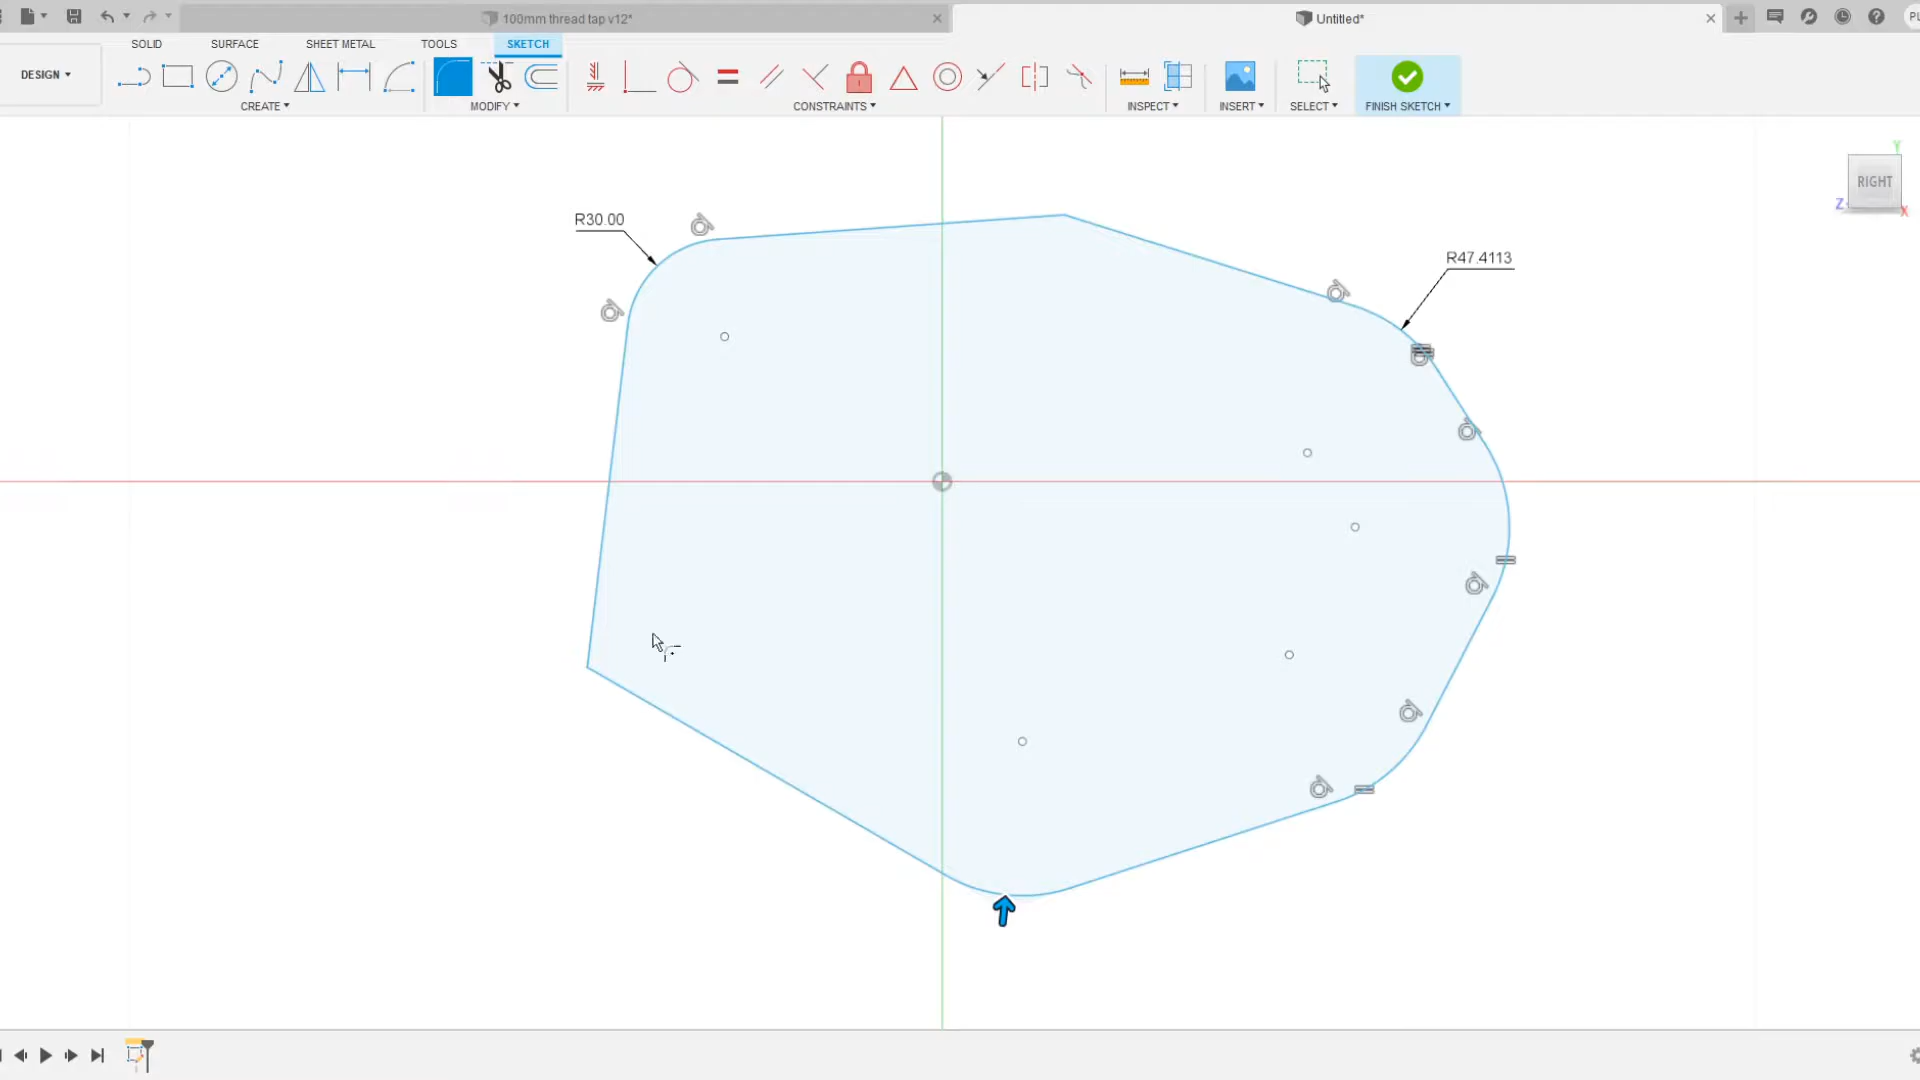 100mm thread tap v12*
Untitled*
SOLID
SURFACE
SHEET METAL
TOOLS
SKETCH
DESIGN
CREATE
MODIFY
CONSTRAINTS
INSPECT
INSERT
SELECT
FINISH SKETCH
Y
RIGHT
Z
X
R30.00
R47.4113